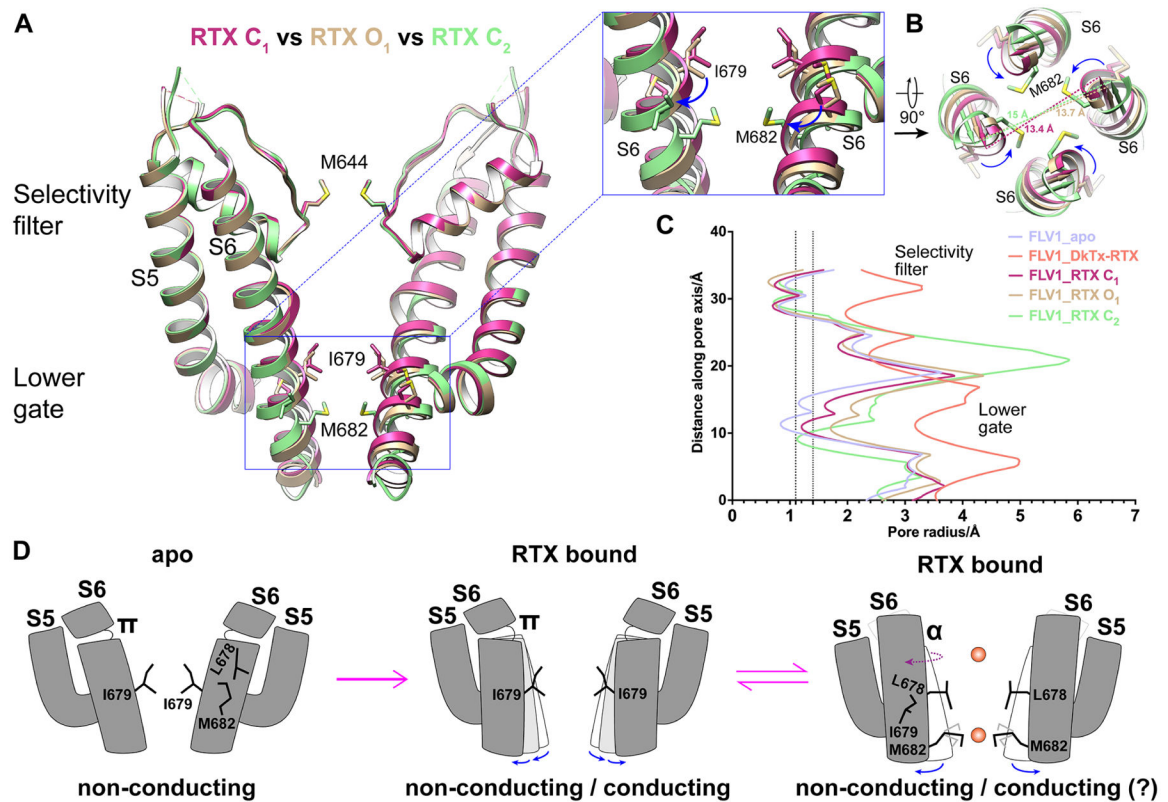 A
RTX C1 vs RTX O1 vs RTX C2
M644
Selectivity
filter
S5
S6
Lower
gate
I679
M682
I679
M682
S6
S6
B
90°
S6
S6
M682
15 Å
13.7 Å
13.4 Å
S6
S6
C
Distance along pore axis/Å
40
30
20
10
0
0 1 2 3 4 5 6 7
Pore radius/Å
Selectivity
filter
Lower
gate
FLV1_apo
FLV1_DkTx-RTX
FLV1_RTX C1
FLV1_RTX O1
FLV1_RTX C2
D
apo
S6
S6
S5
S5
π
L678
I679
I679
M682
non-conducting
RTX bound
S6
S6
S5
S5
π
I679
I679
non-conducting / conducting
RTX bound
S6
S6
S5
S5
α
L678
L678
I679
M682
M682
non-conducting / conducting (?)